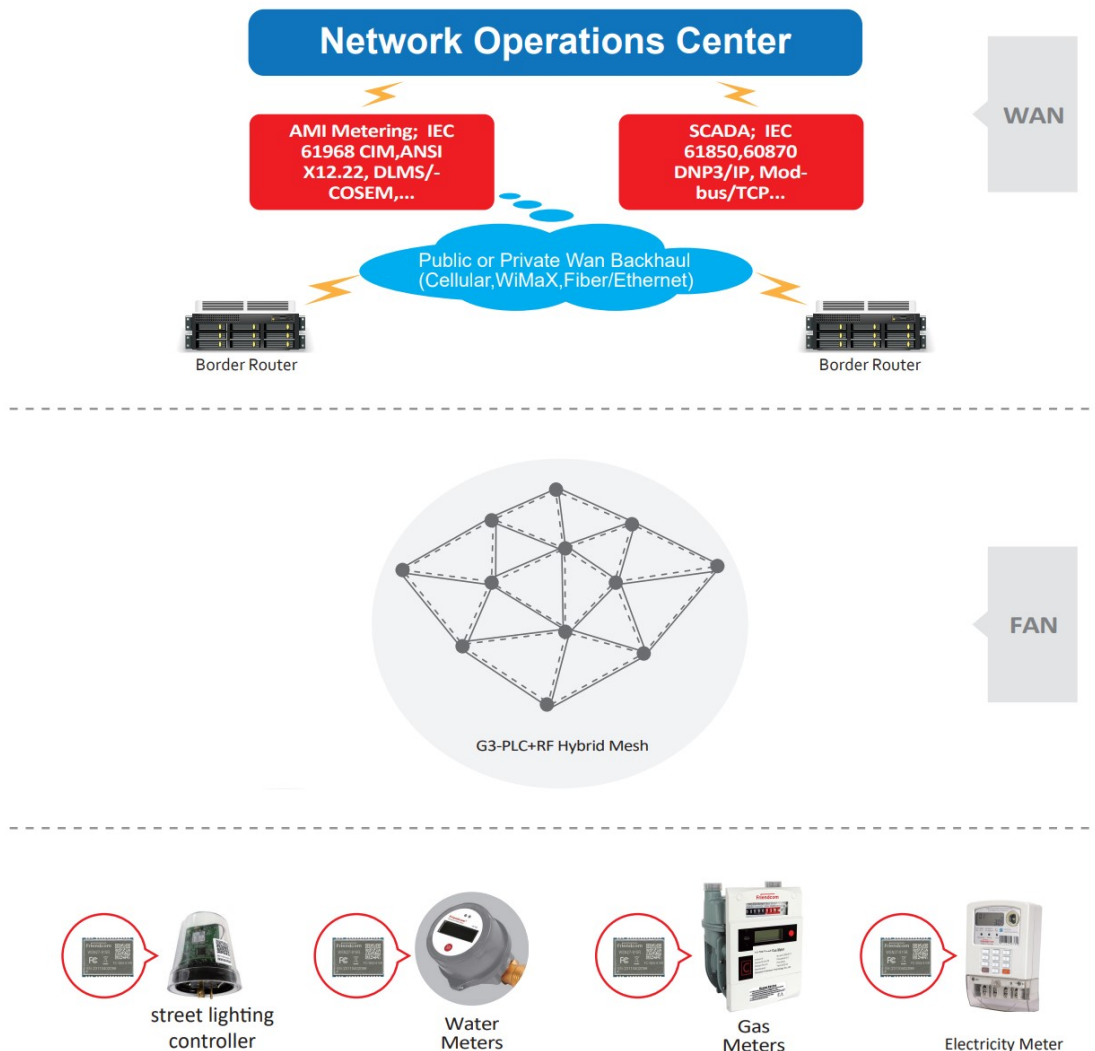 Network Operations Center
WAN
AMI Metering; IEC
61968 CIM,ANSI
X12.22, DLMS/-
COSEM,...
SCADA; IEC
61850,60870
DNP3/IP, Mod-
bus/TCP...
Public or Private Wan Backhaul
(Cellular,WiMaX,Fiber/Ethernet)
Border Router
Border Router
FAN
G3-PLC+RF Hybrid Mesh
street lighting
controller
Water
Meters
Gas
Meters
Electricity Meter